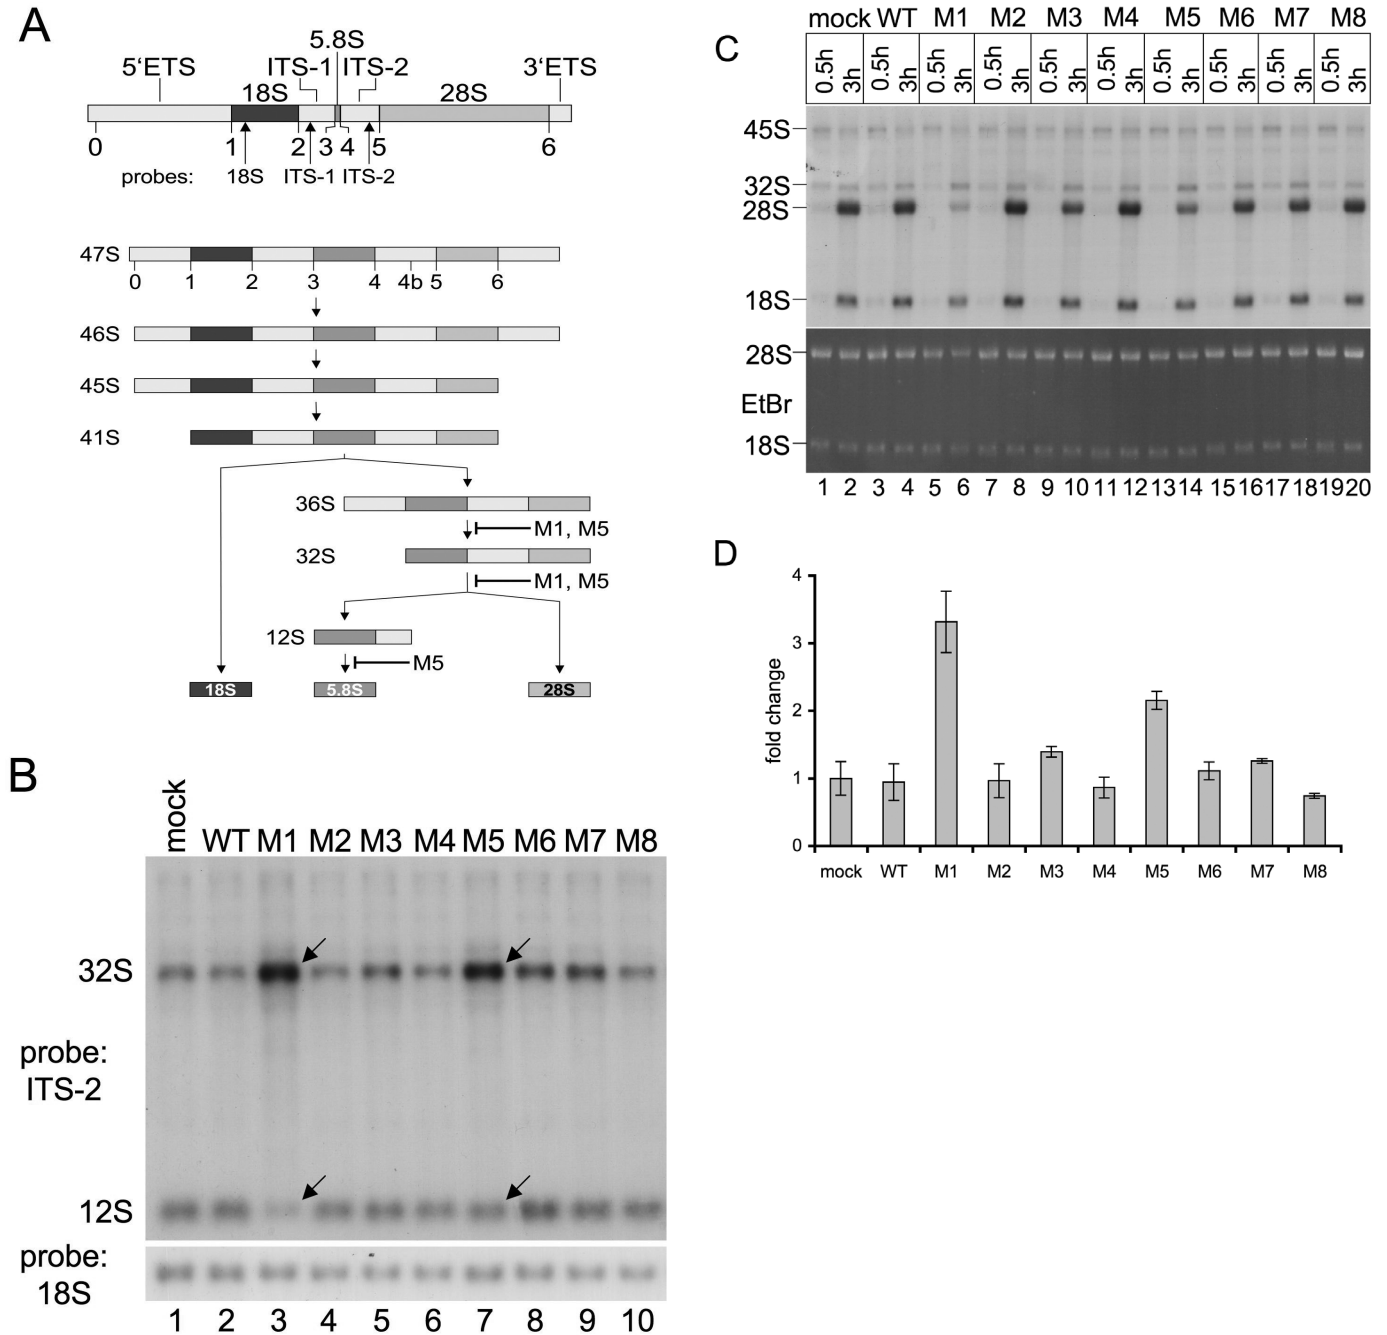 A
5.8S
5'ETS ITS-1 ITS-2 3'ETS
18S 28S
0 1 2 3 4 5 6
probes: 18S ITS-1 ITS-2
47S
0 1 2 3 4 4b 5 6
46S
45S
41S
36S
M1, M5
32S
M1, M5
12S
M5
18S 5.8S 28S
B
mock WT M1 M2 M3 M4 M5 M6 M7 M8
32S
probe:
ITS-2
12S
probe:
18S
1 2 3 4 5 6 7 8 9 10
C
mock WT M1 M2 M3 M4 M5 M6 M7 M8
0.5h 3h 0.5h 3h 0.5h 3h 0.5h 3h 0.5h 3h 0.5h 3h 0.5h 3h 0.5h 3h 0.5h 3h 0.5h 3h
45S
32S
28S
18S
28S
EtBr
18S
1 2 3 4 5 6 7 8 9 10 11 12 13 14 15 16 17 18 19 20
D
fold change
4
3
2
1
0
mock WT M1 M2 M3 M4 M5 M6 M7 M8